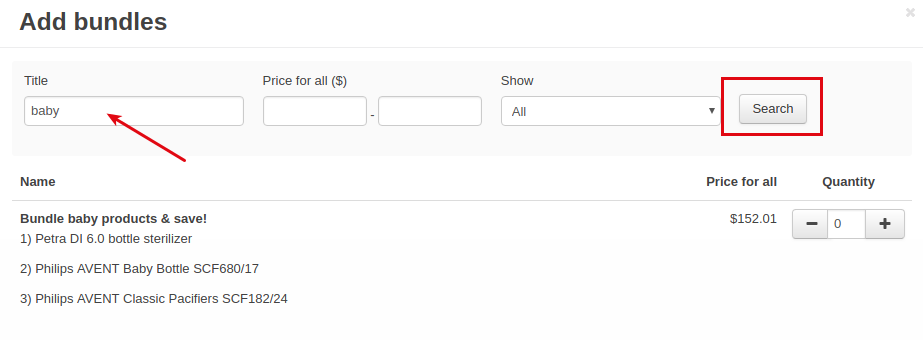 Add bundles
×
Title
Price for all ($)
Show
baby
-
All
Search
Name
Price for all
Quantity
Bundle baby products & save!
$152.01
0
1) Petra DI 6.0 bottle sterilizer
2) Philips AVENT Baby Bottle SCF680/17
3) Philips AVENT Classic Pacifiers SCF182/24